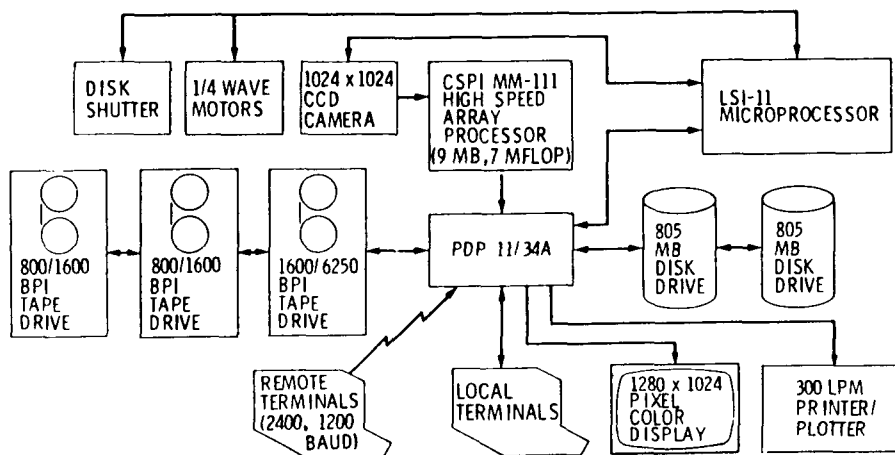 DISK
SHUTTER
1/4 WAVE
MOTORS
1024 x 1024
CCD
CAMERA
CSPI MM-111
HIGH SPEED
ARRAY
PROCESSOR
(9 MB, 7 MFLOP)
LSI-11
MICROPROCESSOR
800/1600
BPI
TAPE
DRIVE
800/1600
BPI
TAPE
DRIVE
1600/6250
BPI
TAPE
DRIVE
PDP 11/34A
805
MB
DISK
DRIVE
805
MB
DISK
DRIVE
REMOTE
TERMINALS
(2400, 1200
BAUD)
LOCAL
TERMINALS
1280 x 1024
PIXEL
COLOR
DISPLAY
300 LPM
PRINTER/
PLOTTER